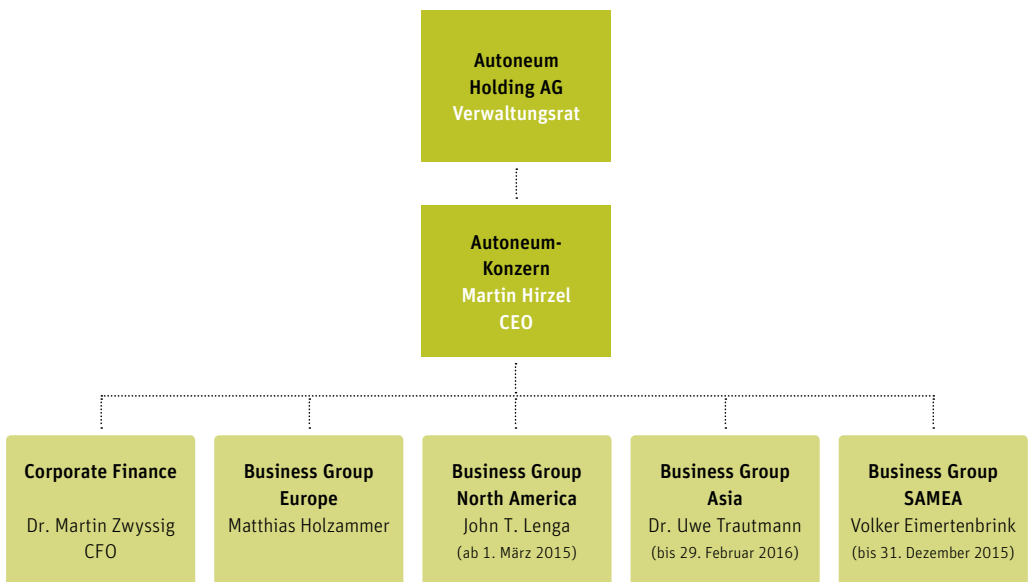 Autoneum
Holding AG
Verwaltungsrat
Autoneum-
Konzern
Martin Hirzel
CEO
Corporate Finance
Dr. Martin Zwyssig
CFO
Business Group
Europe
Matthias Holzammer
Business Group
North America
John T. Lenga
(ab 1. März 2015)
Business Group
Asia
Dr. Uwe Trautmann
(bis 29. Februar 2016)
Business Group
SAMEA
Volker Eimertenbrink
(bis 31. Dezember 2015)